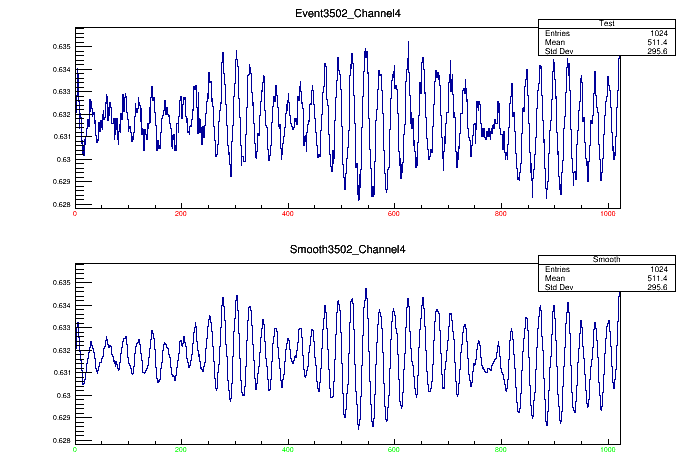 Event3502_Channel4
Test
Entries 1024
Mean 511.4
Std Dev 295.6
0.635
0.634
0.633
0.632
0.631
0.63
0.629
0.628
0 200 400 600 800 1000
Smooth3502_Channel4
Smooth
Entries 1024
Mean 511.4
Std Dev 295.6
0.635
0.634
0.633
0.632
0.631
0.63
0.629
0.628
0 200 400 600 800 1000